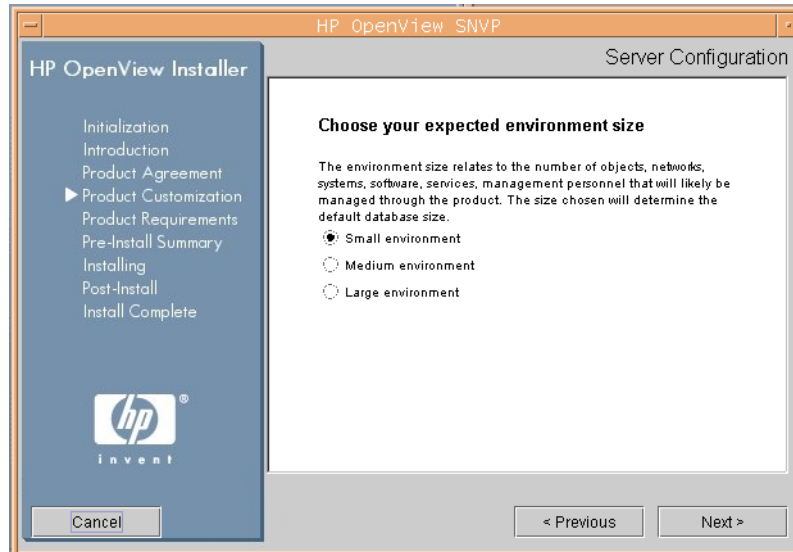 HP OpenView SNVP
HP OpenView Installer
Server Configuration
Initialization
Introduction
Product Agreement
Product Customization
Product Requirements
Pre-Install Summary
Installing
Post-Install
Install Complete
Choose your expected environment size
The environment size relates to the number of objects, networks,
systems, software, services, management personnel that will likely be
managed through the product. The size chosen will determine the
default database size.
Small environment
Medium environment
Large environment
hp ®
invent
Cancel
< Previous
Next >